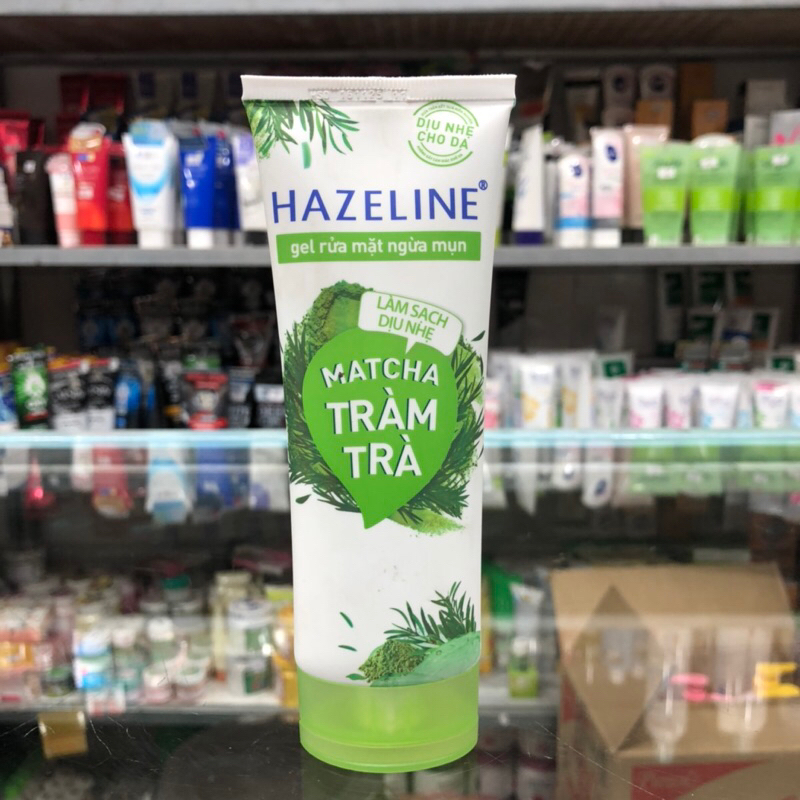 DỊU NHẸ
CHO DA
HAZELINE®
gel rửa mặt ngừa mụn
LÀM SẠCH
DỊU NHẸ
MATCHA
TRÀM
TRÀ